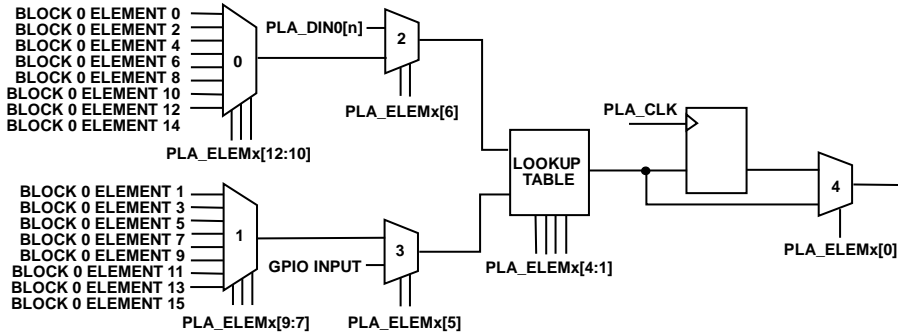 BLOCK 0 ELEMENT 0
BLOCK 0 ELEMENT 2
BLOCK 0 ELEMENT 4
BLOCK 0 ELEMENT 6
BLOCK 0 ELEMENT 8
BLOCK 0 ELEMENT 10
BLOCK 0 ELEMENT 12
BLOCK 0 ELEMENT 14
0
PLA_ELEMx[12:10]
PLA_DIN0[n]
2
PLA_ELEMx[6]
BLOCK 0 ELEMENT 1
BLOCK 0 ELEMENT 3
BLOCK 0 ELEMENT 5
BLOCK 0 ELEMENT 7
BLOCK 0 ELEMENT 9
BLOCK 0 ELEMENT 11
BLOCK 0 ELEMENT 13
BLOCK 0 ELEMENT 15
1
PLA_ELEMx[9:7]
GPIO INPUT
3
PLA_ELEMx[5]
LOOKUP
TABLE
PLA_ELEMx[4:1]
PLA_CLK
4
PLA_ELEMx[0]